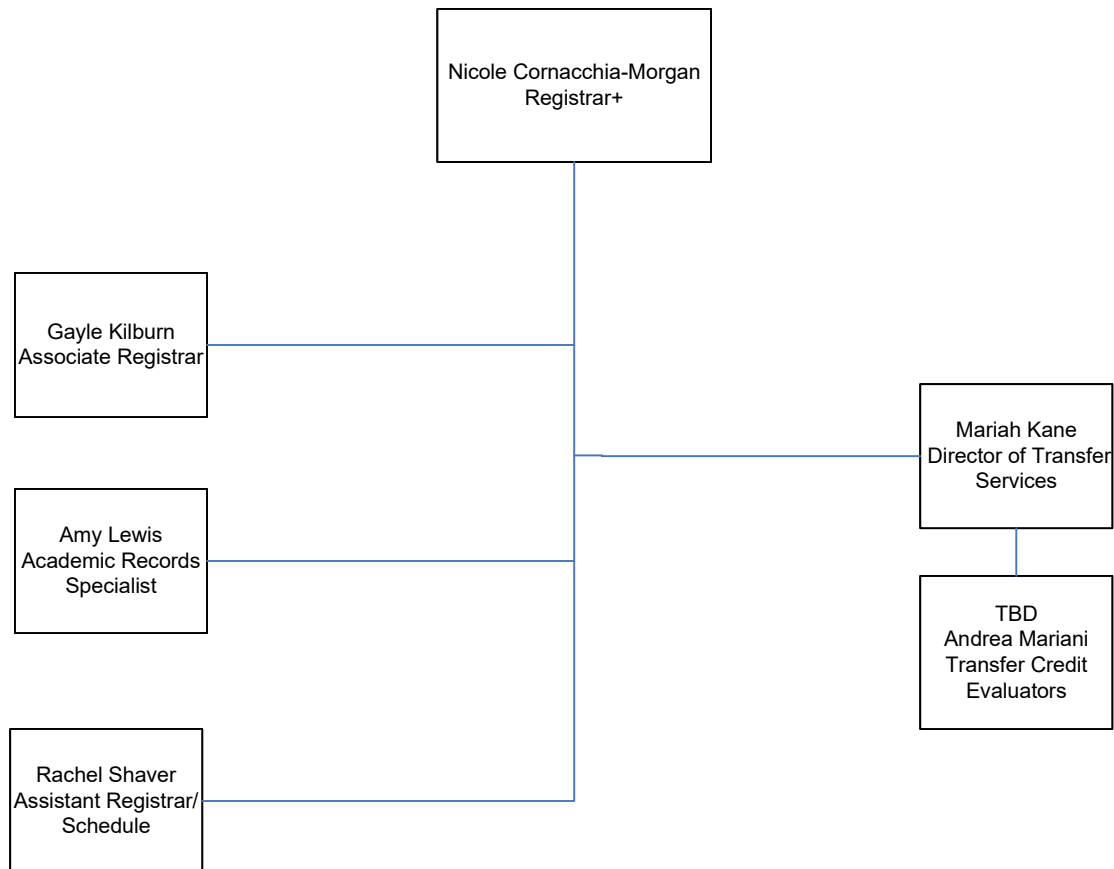 Nicole Cornacchia-Morgan
Registrar+
Gayle Kilburn
Associate Registrar
Mariah Kane
Director of Transfer
Services
Amy Lewis
Academic Records
Specialist
TBD
Andrea Mariani
Transfer Credit
Evaluators
Rachel Shaver
Assistant Registrar/
Schedule